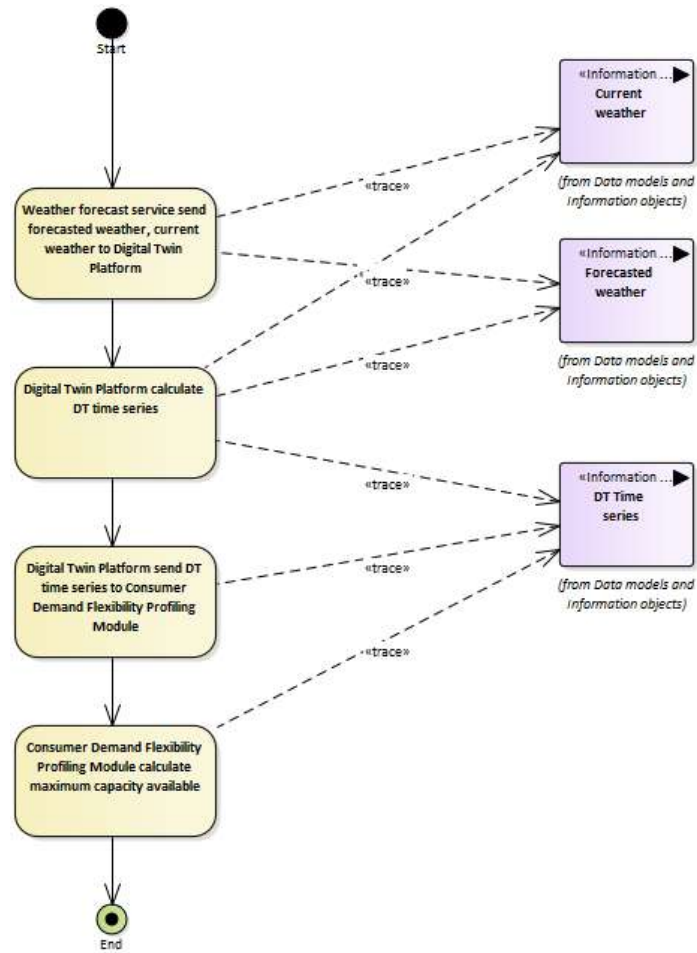 Start
Weather forecast service send
forecasted weather, current
weather to Digital Twin
Platform
Digital Twin Platform calculate
DT time series
Digital Twin Platform send DT
time series to Consumer
Demand Flexibility Profiling
Module
Consumer Demand Flexibility
Profiling Module calculate
maximum capacity available
End
«trace»
«trace»
«trace»
«trace»
«trace»
«trace»
«Information ...
Current
weather
(from Data models and
Information objects)
«Information ...
Forecasted
weather
(from Data models and
Information objects)
«Information ...
DT Time
series
(from Data models and
Information objects)